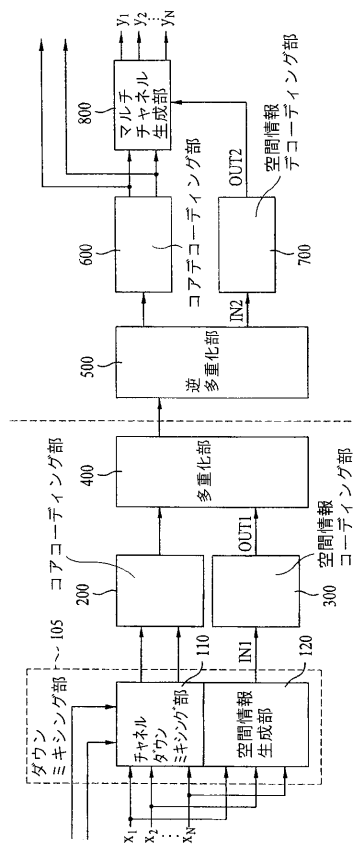 ダウン
ミキシング部
105
x₁
x₂
⋮
x_N
チャネル
ダウン
ミキシング部
110
空間情報
生成部
120
IN1
コアコーディング部
200
300
空間情報
コーディング部
OUT1
400
多重化部
500
逆
多重化部
600
コアデコーディング部
IN2
700
空間情報
デコーディング部
OUT2
800
マルチ
チャネル
生成部
y₁
y₂
⋮
y_N